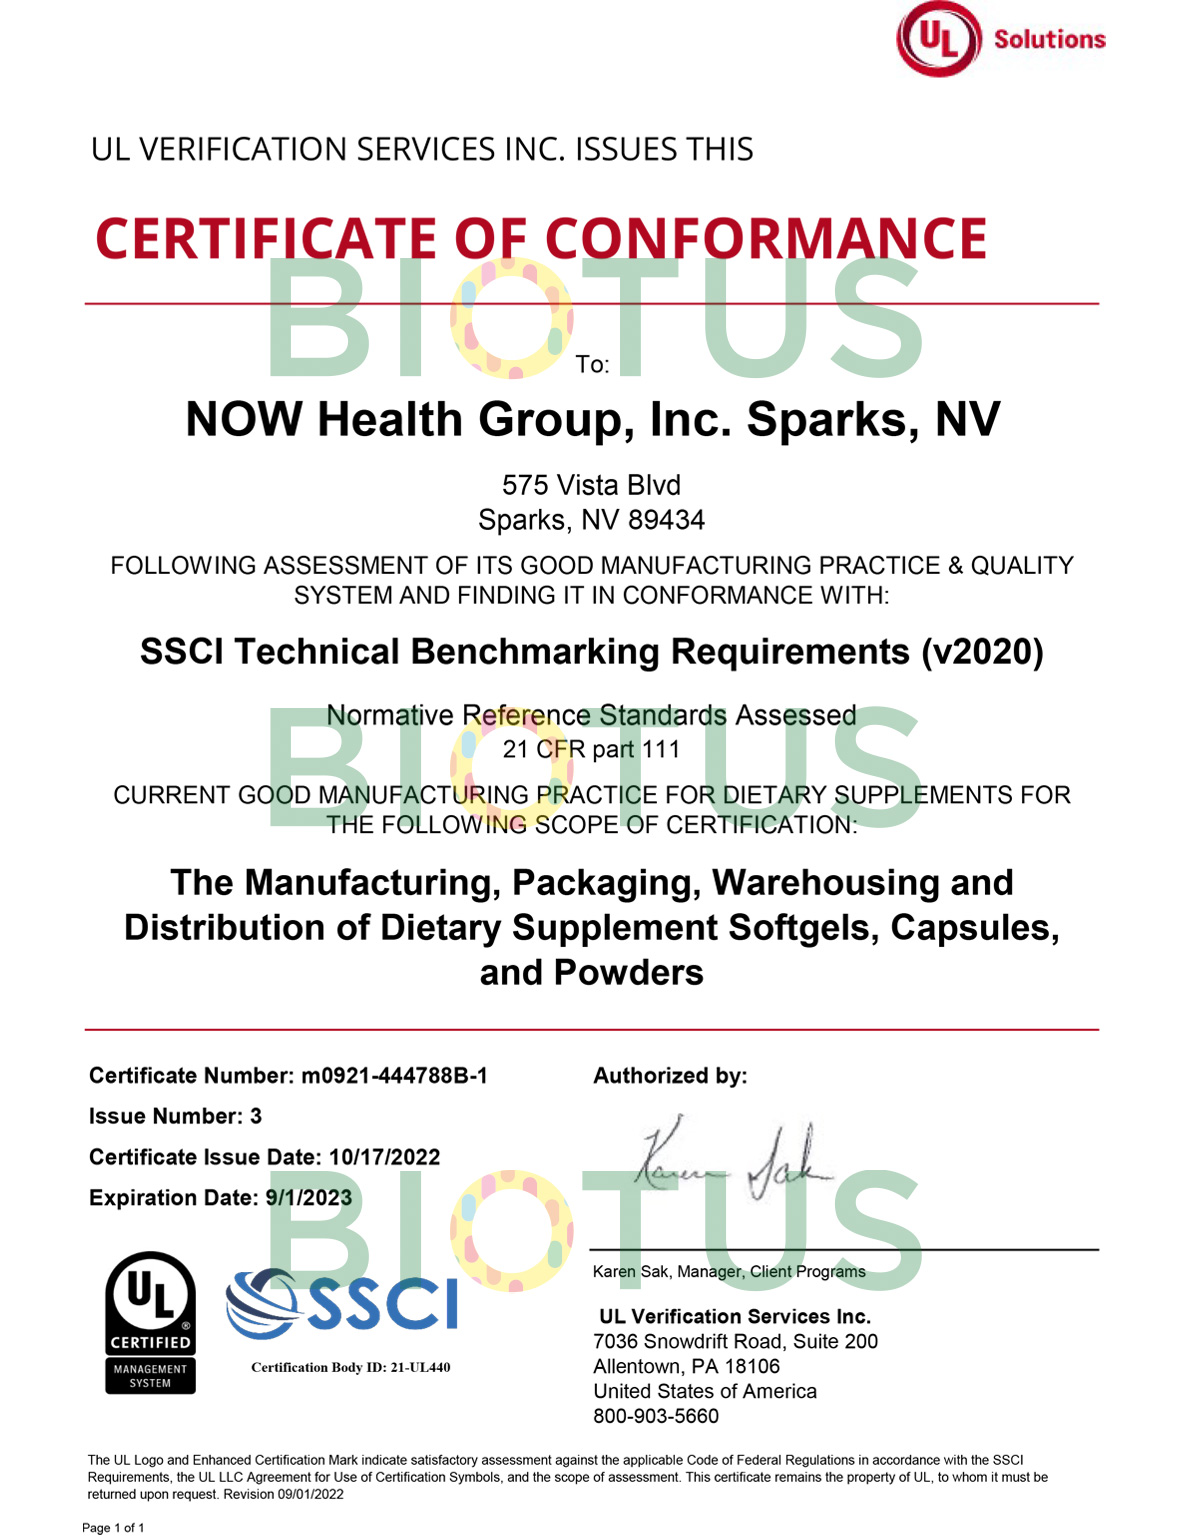 UL Solutions
UL VERIFICATION SERVICES INC. ISSUES THIS
CERTIFICATE OF CONFORMANCE
BIOTUS
To:
NOW Health Group, Inc. Sparks, NV
575 Vista Blvd
Sparks, NV 89434
FOLLOWING ASSESSMENT OF ITS GOOD MANUFACTURING PRACTICE & QUALITY
SYSTEM AND FINDING IT IN CONFORMANCE WITH:
SSCI Technical Benchmarking Requirements (v2020)
Normative Reference Standards Assessed
BIOTUS
21 CFR part 111
CURRENT GOOD MANUFACTURING PRACTICE FOR DIETARY SUPPLEMENTS FOR
THE FOLLOWING SCOPE OF CERTIFICATION:
The Manufacturing, Packaging, Warehousing and
Distribution of Dietary Supplement Softgels, Capsules,
and Powders
Certificate Number: m0921-444788B-1
Issue Number: 3
Certificate Issue Date: 10/17/2022
Expiration Date: 9/1/2023
Authorized by:
Karen Sak
BIOTUS
Karen Sak, Manager, Client Programs
UL Verification Services Inc.
7036 Snowdrift Road, Suite 200
Allentown, PA 18106
United States of America
800-903-5660
UL ®
CERTIFIED
MANAGEMENT
SYSTEM
SSCI
Certification Body ID: 21-UL440
The UL Logo and Enhanced Certification Mark indicate satisfactory assessment against the applicable Code of Federal Regulations in accordance with the SSCI
Requirements, the UL LLC Agreement for Use of Certification Symbols, and the scope of assessment. This certificate remains the property of UL, to whom it must be
returned upon request. Revision 09/01/2022
Page 1 of 1